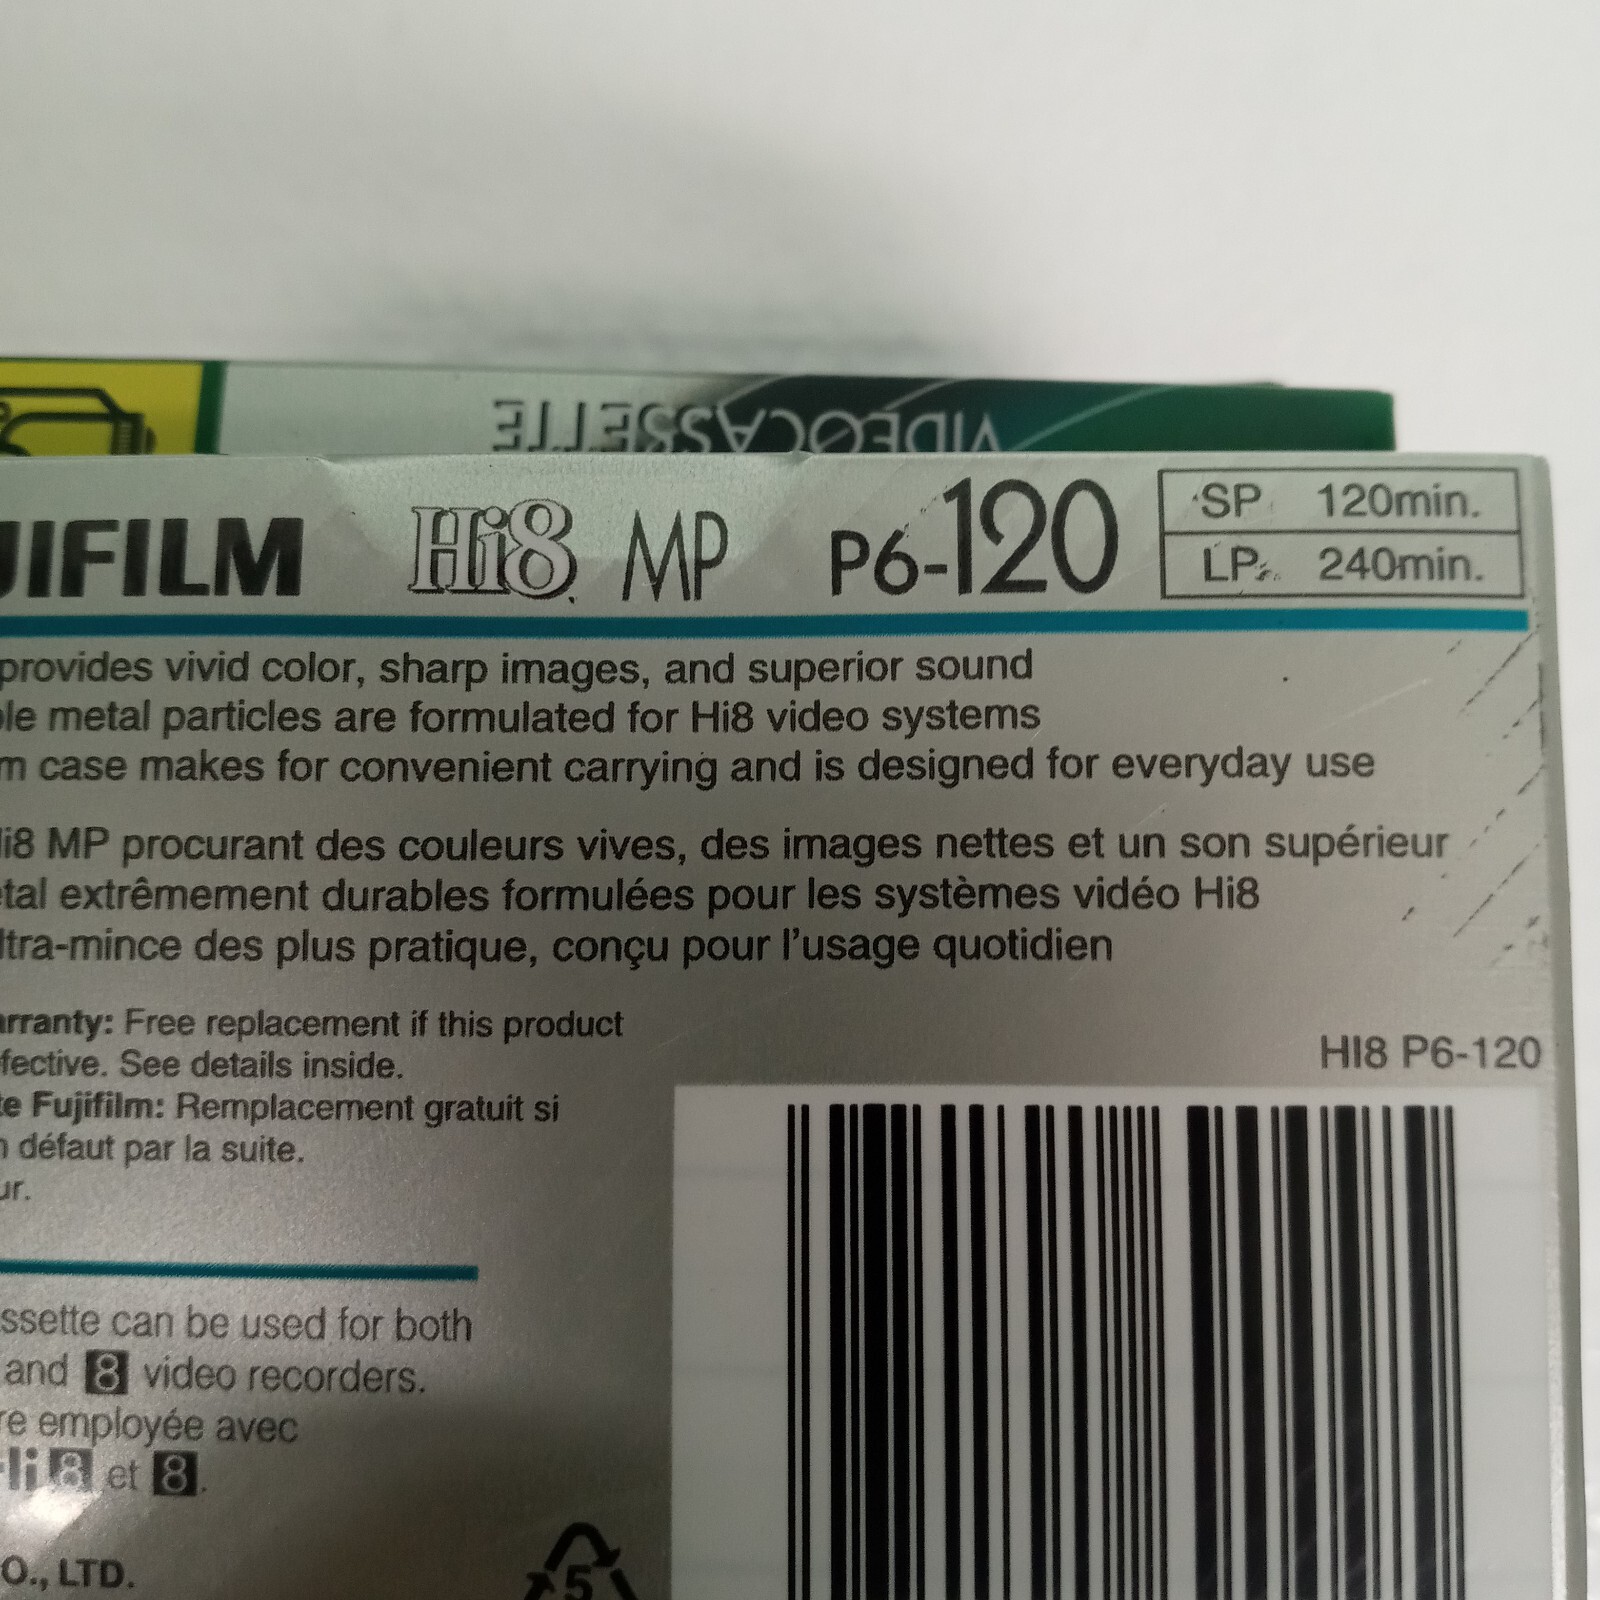 VIDEOCASSETTE
JIFILM Hi8 MP P6-120 SP 120min.
LP 240min.
provides vivid color, sharp images, and superior sound
metal particles are formulated for Hi8 video systems
case makes for convenient carrying and is designed for everyday use
Hi8 MP procurant des couleurs vives, des images nettes et un son supérieur
extrêmement durables formulées pour les systèmes vidéo Hi8
ltra-mince des plus pratique, conçu pour l'usage quotidien
arranty: Free replacement if this product
fective. See details inside.
HI8 P6-120
te Fujifilm: Remplacement gratuit si
défaut par la suite.
ur.
ssette can be used for both
and 8 video recorders.
re employée avec
Hi8 et 8.
O., LTD.
5